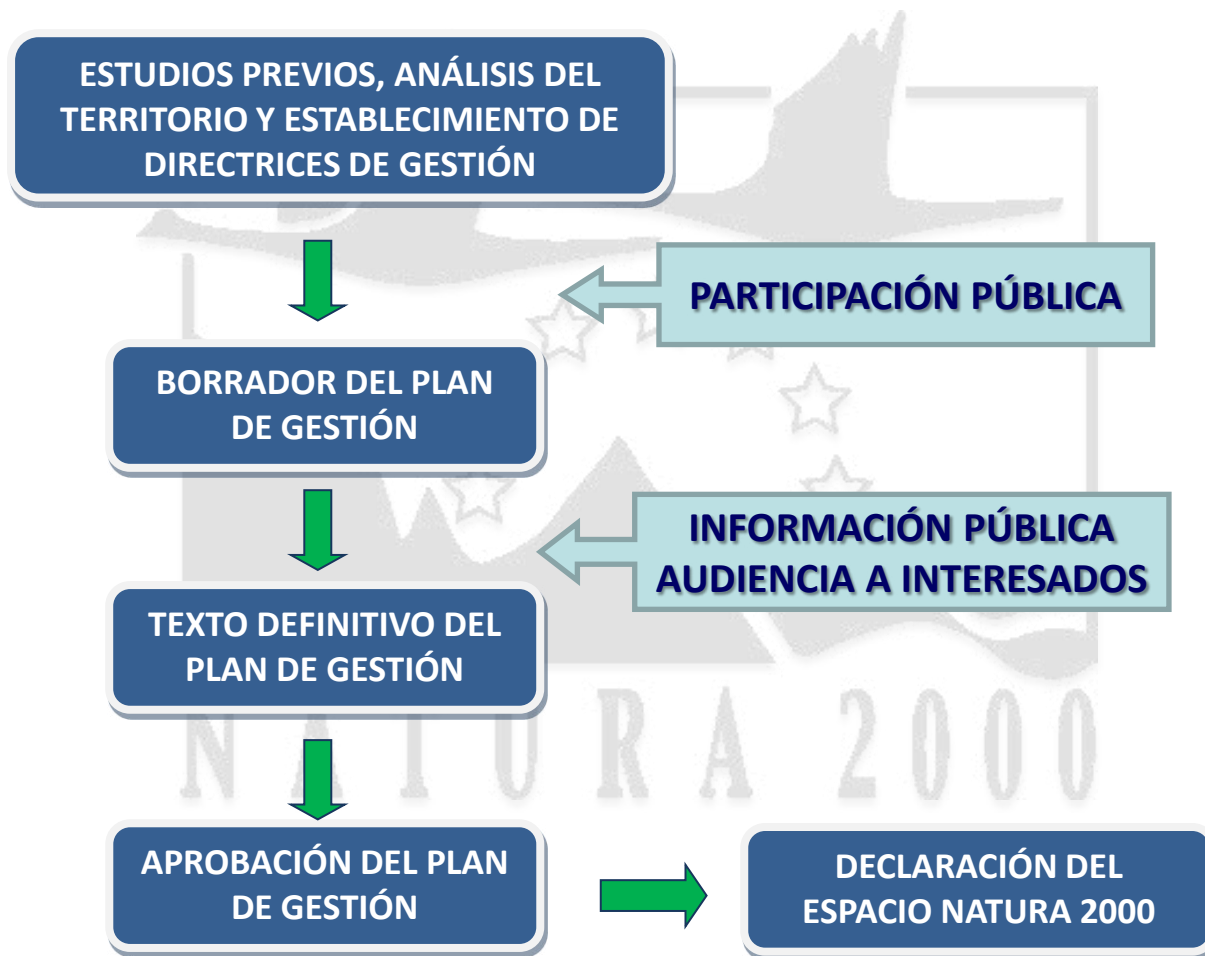 ESTUDIOS PREVIOS, ANÁLISIS DEL
TERRITORIO Y ESTABLECIMIENTO DE
DIRECTRICES DE GESTIÓN
PARTICIPACIÓN PÚBLICA
BORRADOR DEL PLAN
DE GESTIÓN
INFORMACIÓN PÚBLICA
AUDIENCIA A INTERESADOS
TEXTO DEFINITIVO DEL
PLAN DE GESTIÓN
NATURA 2000
APROBACIÓN DEL PLAN
DE GESTIÓN
DECLARACIÓN DEL
ESPACIO NATURA 2000